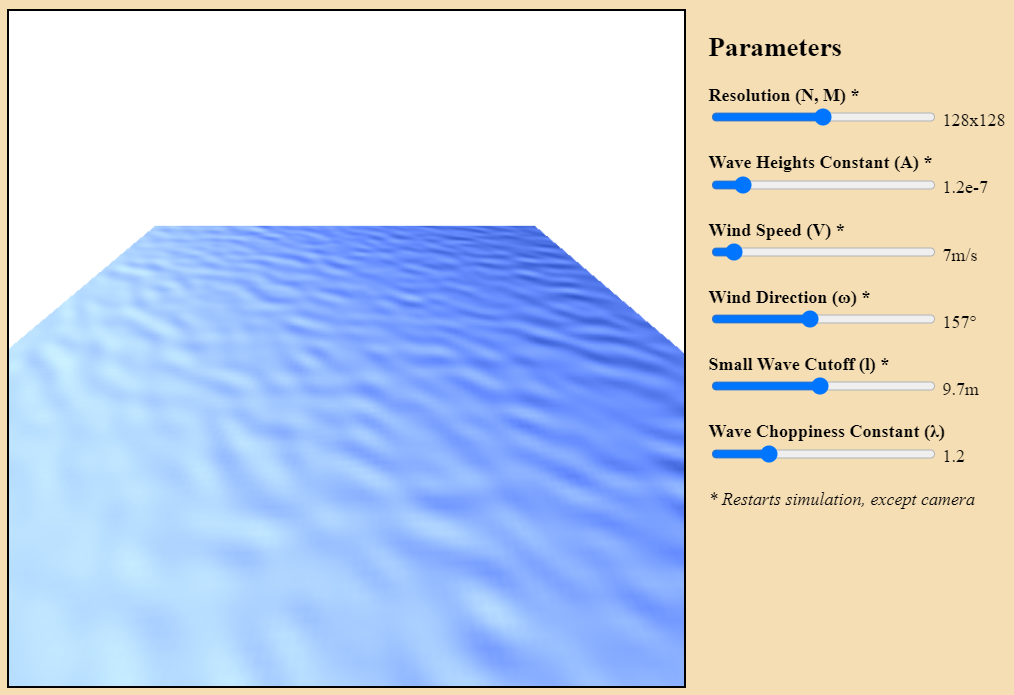 Parameters
Resolution (N, M) *
128x128
Wave Heights Constant (A) *
1.2e-7
Wind Speed (V) *
7m/s
Wind Direction (ω) *
157°
Small Wave Cutoff (l) *
9.7m
Wave Choppiness Constant (λ)
1.2
* Restarts simulation, except camera